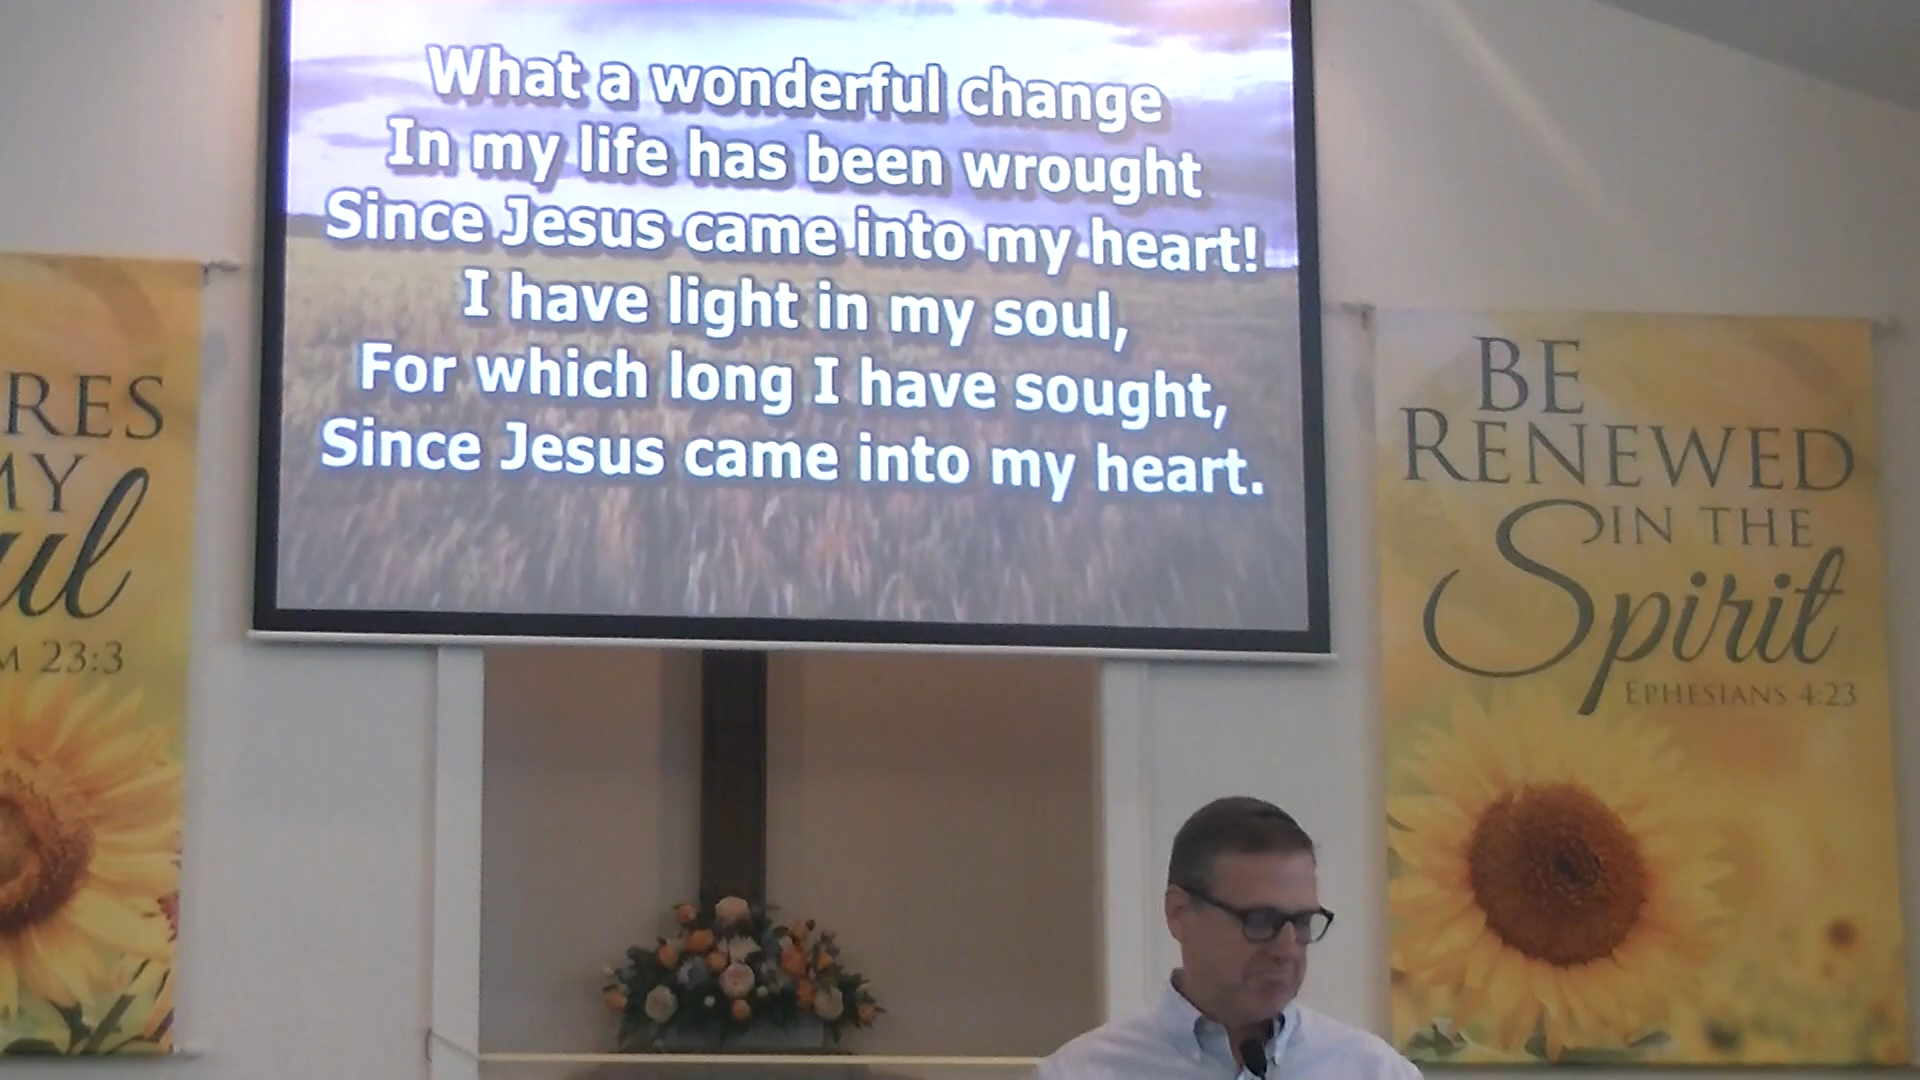 What a wonderful change
In my life has been wrought
Since Jesus came into my heart!
I have light in my soul,
For which long I have sought,
Since Jesus came into my heart.
RES
MY
ul
M 23:3
BE
RENEWED
IN THE
Spirit
EPHESIANS 4:23